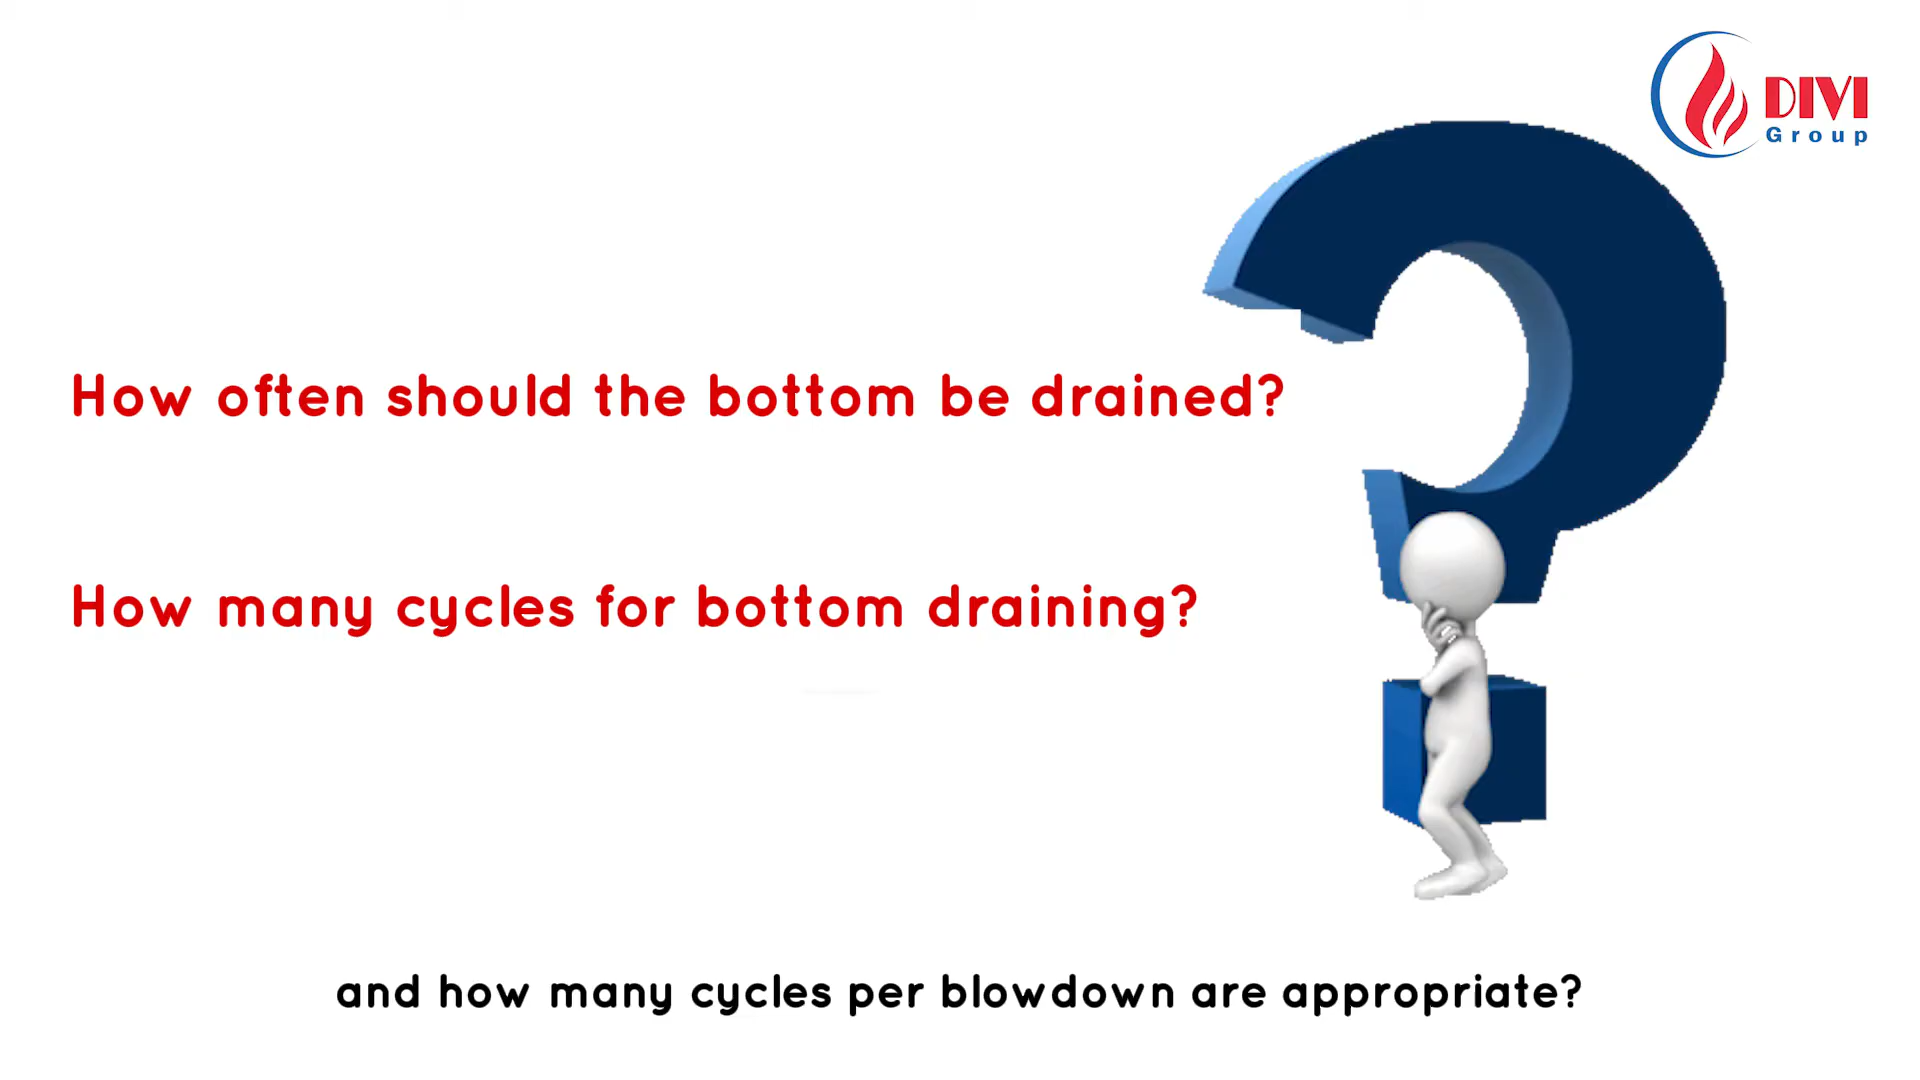 DIVI
Group
How often should the bottom be drained?
How many cycles for bottom draining?
and how many cycles per blowdown are appropriate?